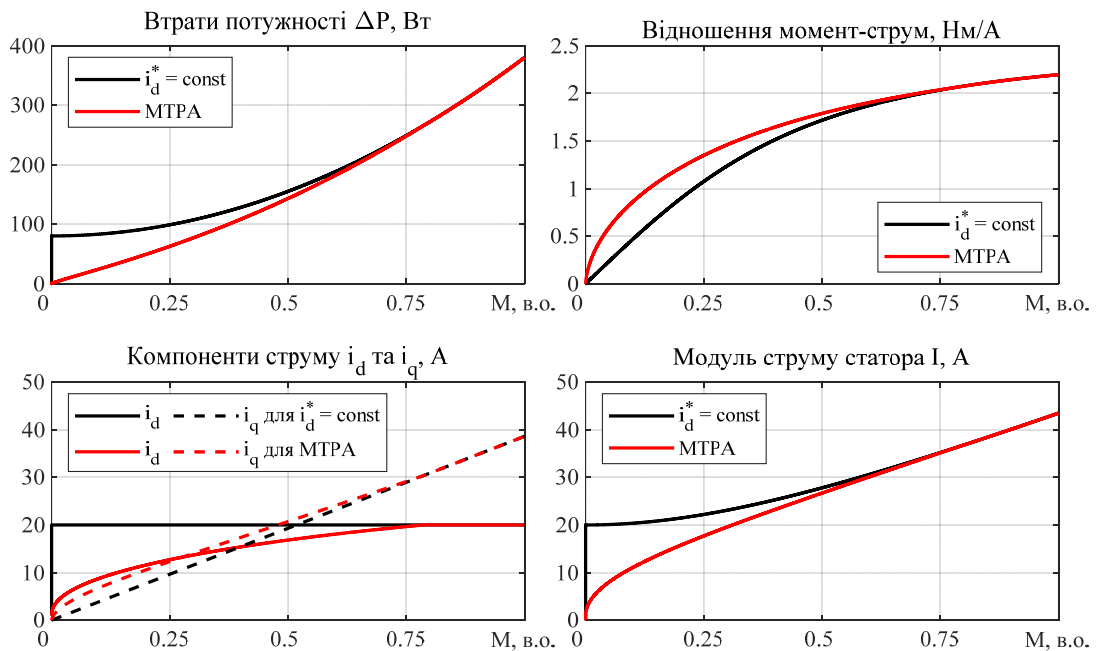 Втрати потужності ΔP, Вт
400
300
200
100
0
i*d = const
МТРА
0 0.25 0.5 0.75 М, в.о.
Відношення момент-струм, Нм/А
2.5
2
1.5
1
0.5
0
i*d = const
МТРА
0 0.25 0.5 0.75 М, в.о.
Компоненти струму id та iq, А
50
40
30
20
10
0
id iq для i*d = const
id iq для МТРА
0 0.25 0.5 0.75 М, в.о.
Модуль струму статора I, А
50
40
30
20
10
0
i*d = const
МТРА
0 0.25 0.5 0.75 М, в.о.